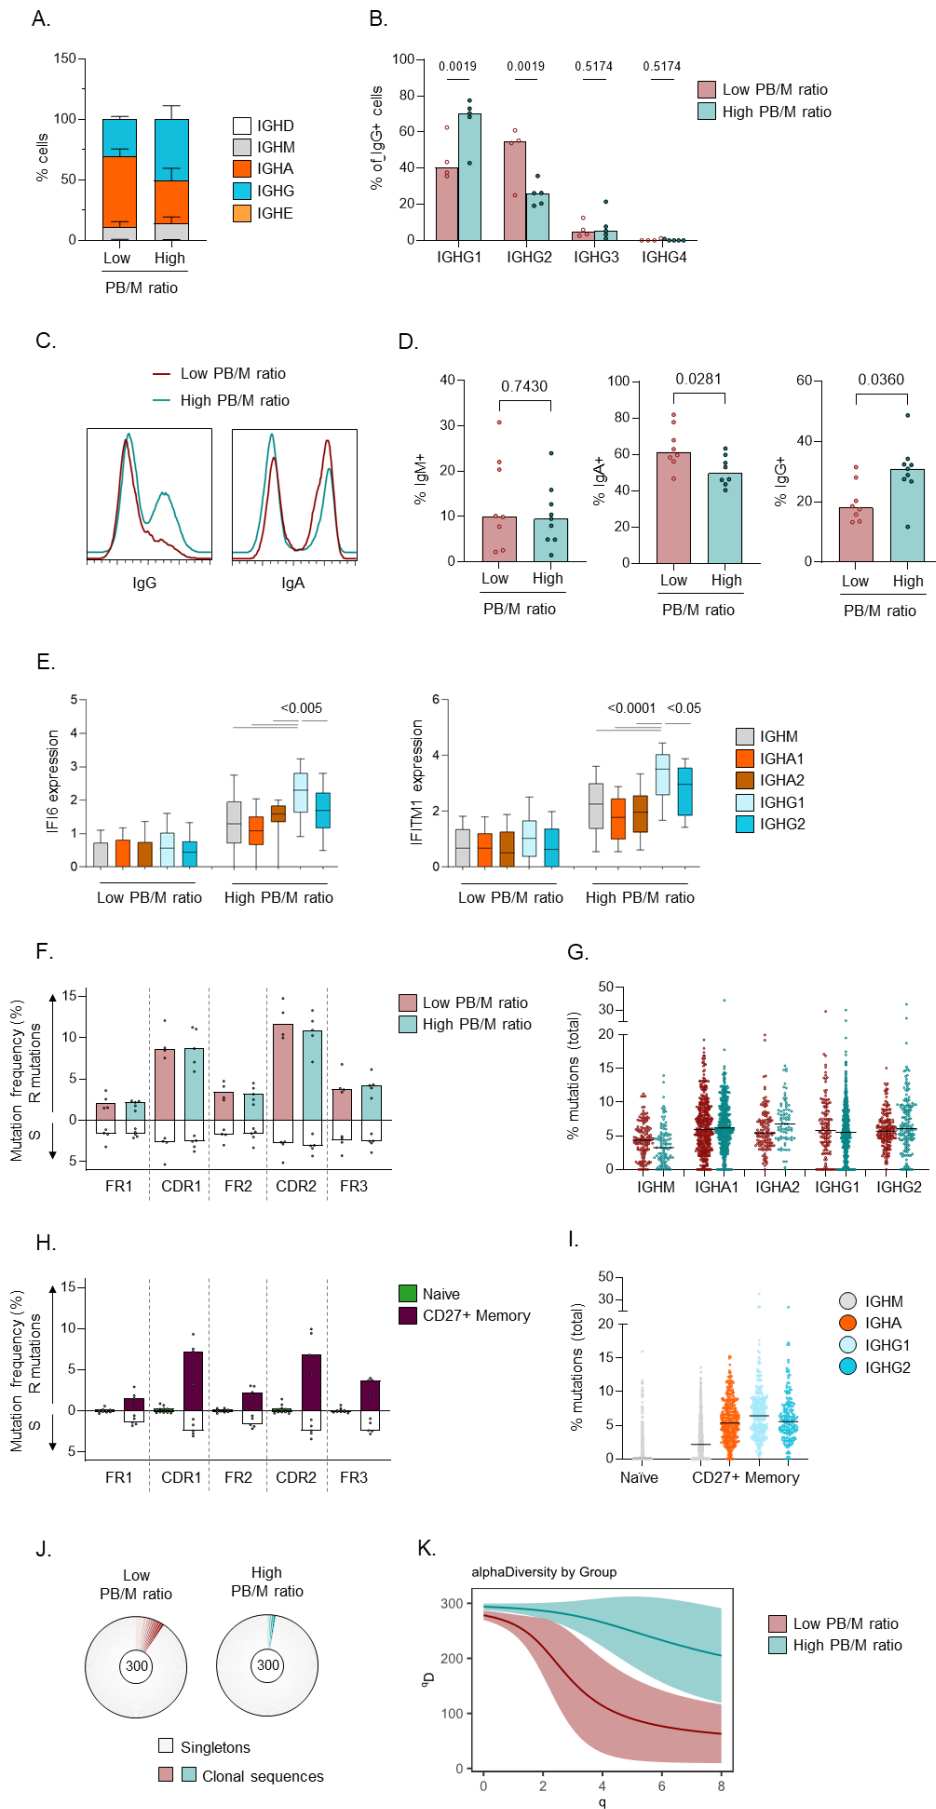 A.
150
100
50
0
% cells
Low
High
PB/M ratio
IGHD
IGHM
IGHA
IGHG
IGHE
B.
100
80
60
40
20
0
% of IgG+ cells
0.0019
0.0019
0.5174
0.5174
IGHG1
IGHG2
IGHG3
IGHG4
Low PB/M ratio
High PB/M ratio
C.
Low PB/M ratio
High PB/M ratio
IgG
IgA
D.
40
30
20
10
0
% IgM+
0.7430
Low
High
PB/M ratio
100
80
60
40
20
0
% IgA+
0.0281
Low
High
PB/M ratio
60
40
20
0
% IgG+
0.0360
Low
High
PB/M ratio
E.
5
4
3
2
1
0
IFI6 expression
<0.005
Low PB/M ratio
High PB/M ratio
6
4
2
0
IFITM1 expression
<0.0001
<0.05
Low PB/M ratio
High PB/M ratio
IGHM
IGHA1
IGHA2
IGHG1
IGHG2
F.
15
10
5
0
5
Mutation frequency (%)
S
R mutations
FR1
CDR1
FR2
CDR2
FR3
Low PB/M ratio
High PB/M ratio
G.
50
30
20
15
10
5
0
% mutations (total)
IGHM
IGHA1
IGHA2
IGHG1
IGHG2
H.
15
10
5
0
5
Mutation frequency (%)
S
R mutations
FR1
CDR1
FR2
CDR2
FR3
Naive
CD27+ Memory
I.
50
30
20
15
10
5
0
% mutations (total)
Naïve
CD27+ Memory
IGHM
IGHA
IGHG1
IGHG2
J.
Low
PB/M ratio
High
PB/M ratio
300
300
Singletons
Clonal sequences
K.
alphaDiversity by Group
300
200
100
0
qD
0
2
4
6
8
q
Low PB/M ratio
High PB/M ratio